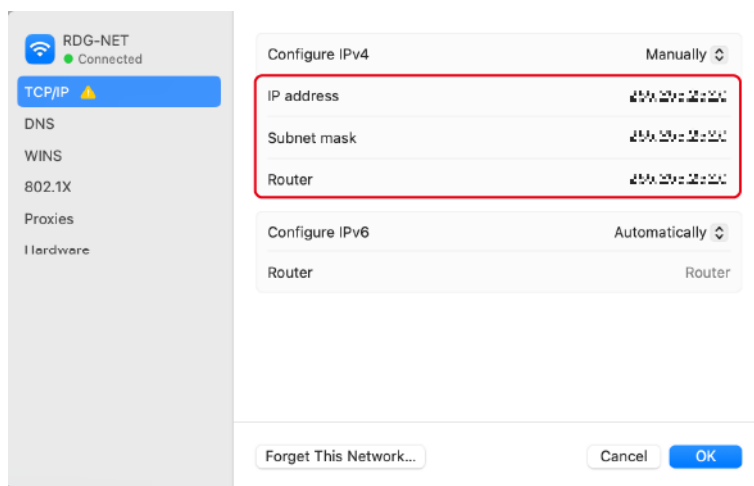 RDG-NET
Connected
TCP/IP
DNS
WINS
802.1X
Proxies
Hardware
Configure IPv4 Manually
IP address
Subnet mask
Router
Configure IPv6 Automatically
Router Router
Forget This Network... Cancel OK